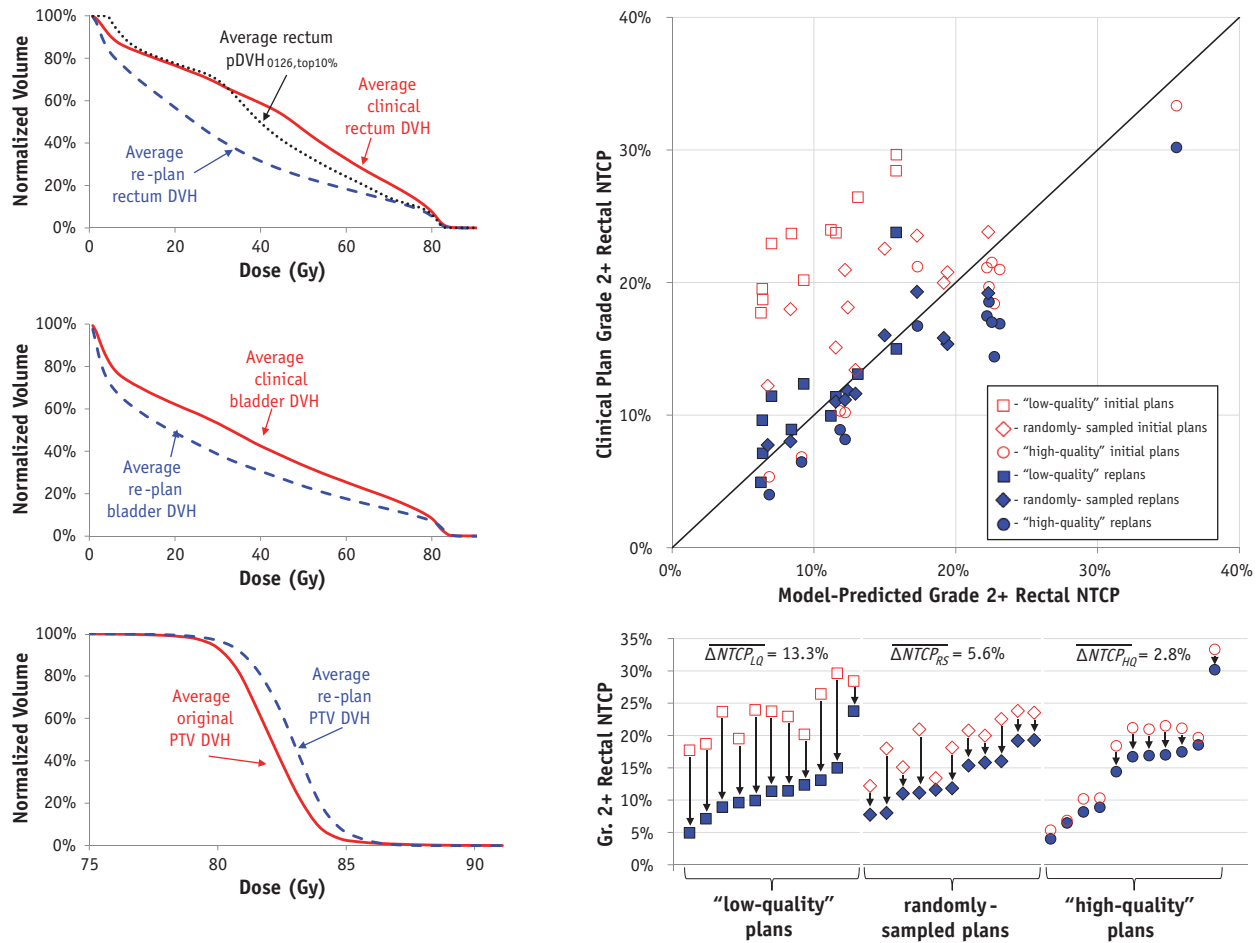 100%
80%
60%
40%
20%
0%
Normalized Volume
Average rectum
pDVH0126,top10%
Average
clinical
rectum DVH
Average
re-plan
rectum DVH
0
20
40
60
80
Dose (Gy)
100%
80%
60%
40%
20%
0%
Normalized Volume
Average
clinical
bladder DVH
Average
re-plan
bladder DVH
0
20
40
60
80
Dose (Gy)
100%
80%
60%
40%
20%
0%
Normalized Volume
Average
original
PTV DVH
Average
re-plan
PTV DVH
75
80
85
90
Dose (Gy)
40%
30%
20%
10%
0%
Clinical Plan Grade 2+ Rectal NTCP
- "low-quality" initial plans
- randomly- sampled initial plans
- "high-quality" initial plans
- "low-quality" replans
- randomly- sampled replans
- "high-quality" replans
0%
10%
20%
30%
40%
Model-Predicted Grade 2+ Rectal NTCP
35%
30%
25%
20%
15%
10%
5%
0%
Gr. 2+ Rectal NTCP
ΔNTCP_LQ = 13.3%
ΔNTCP_RS = 5.6%
ΔNTCP_HQ = 2.8%
"low-quality"
plans
randomly-
sampled plans
"high-quality"
plans